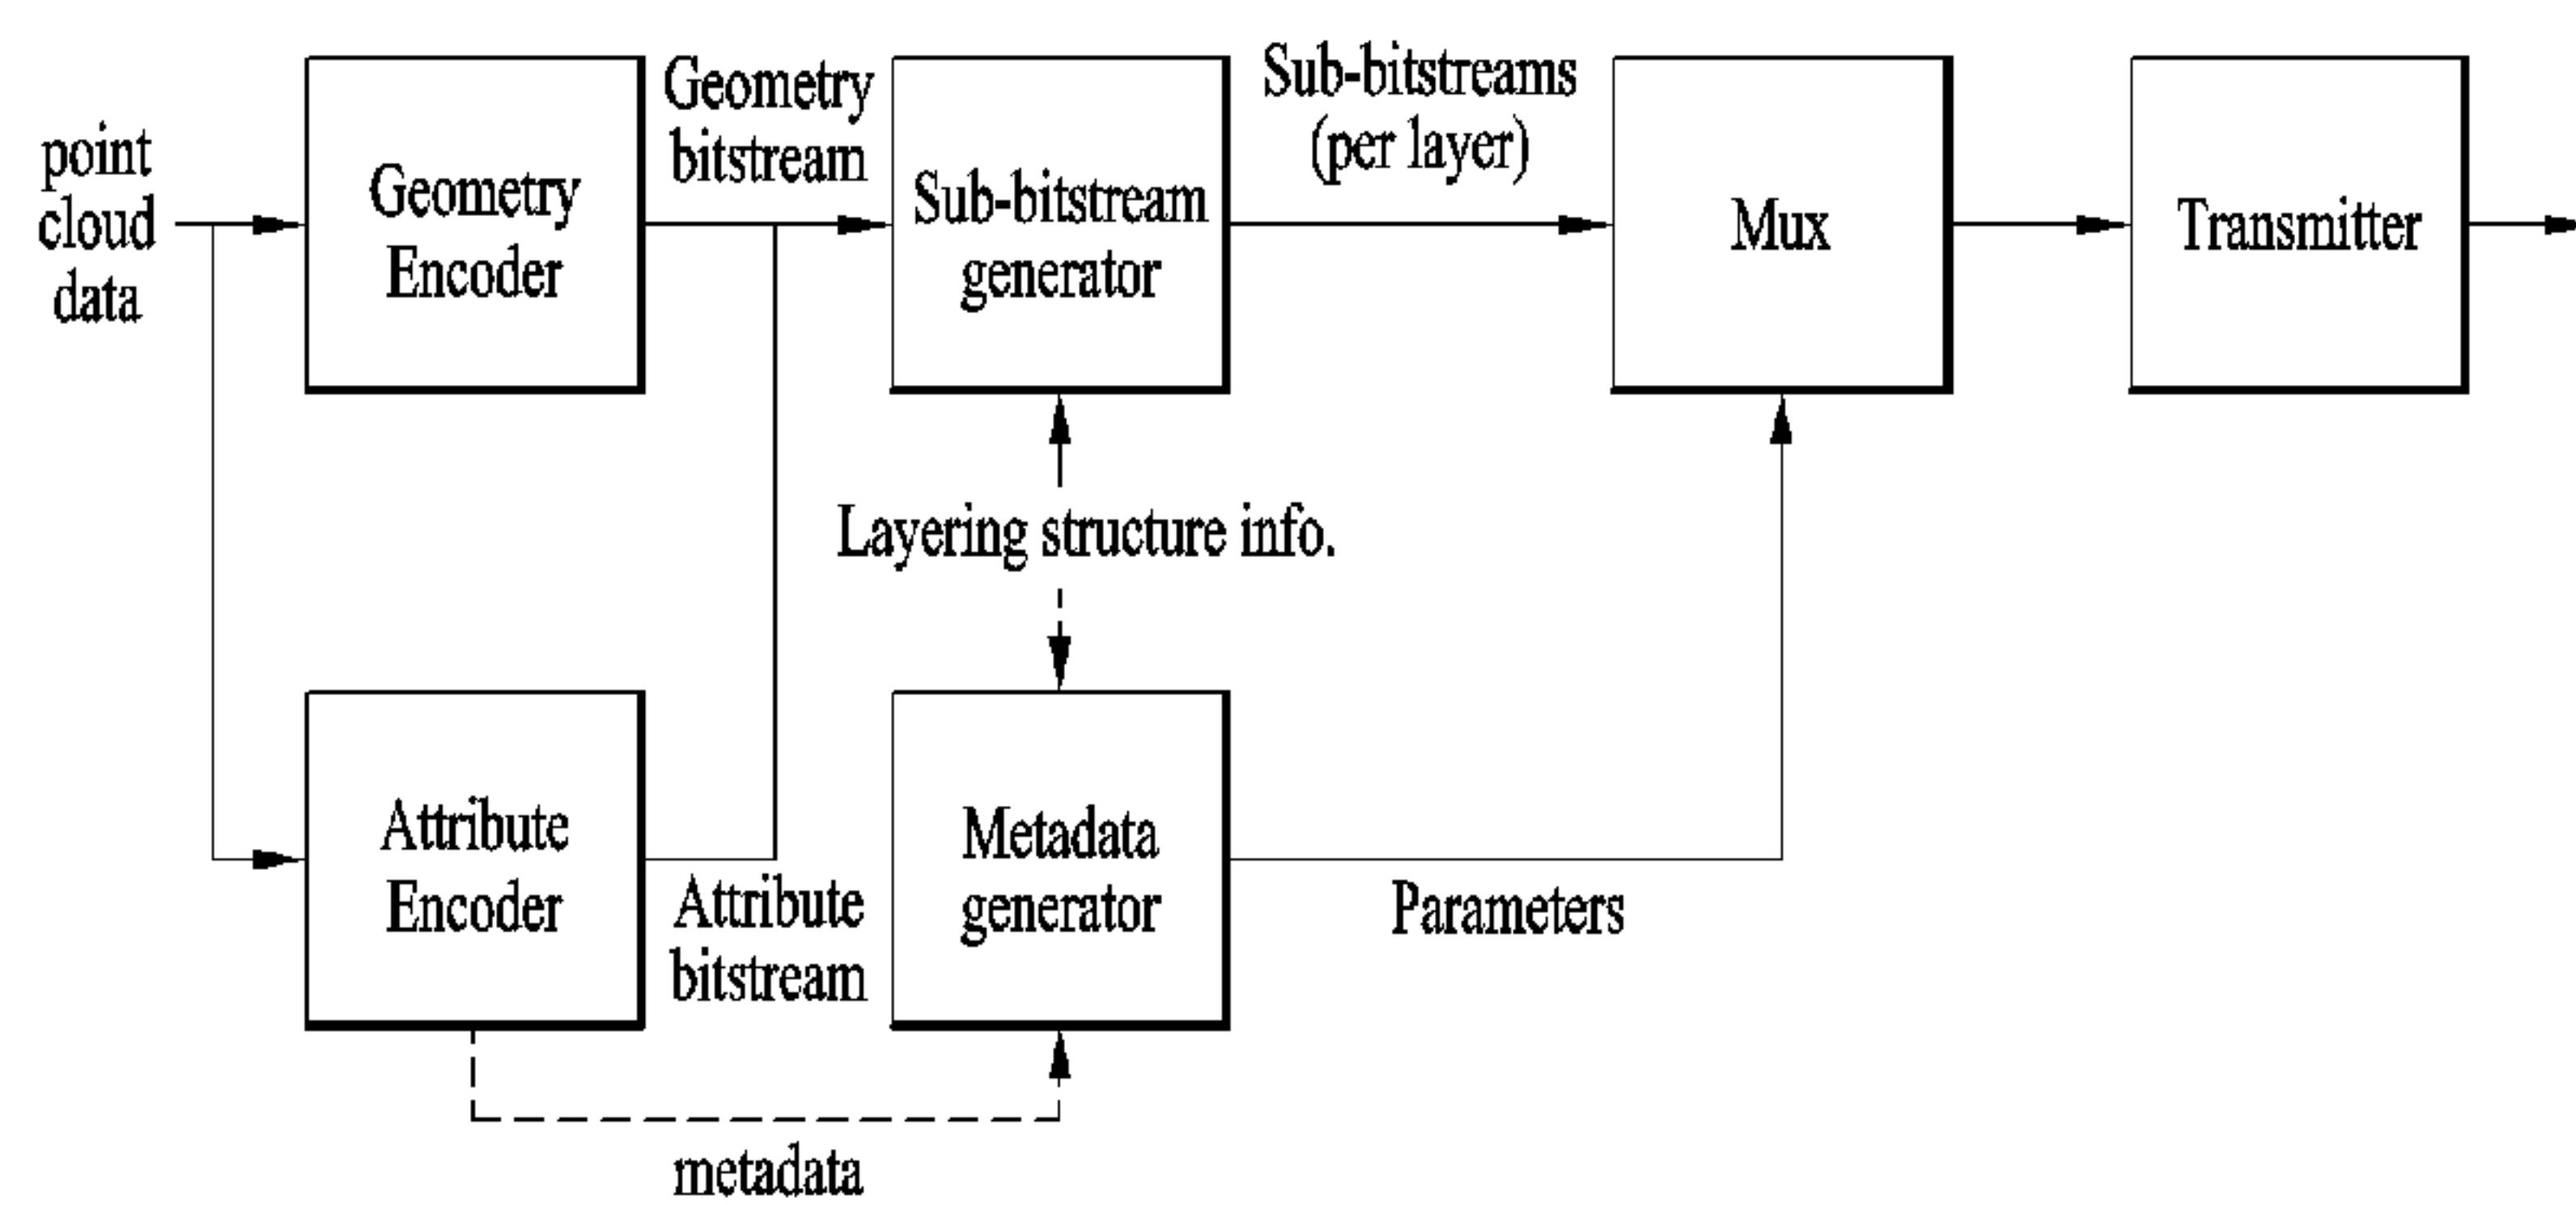 point
cloud
data
Geometry
Encoder
Geometry
bitstream
Sub-bitstream
generator
Sub-bitstreams
(per layer)
Mux
Transmitter
Layering structure info.
Attribute
Encoder
Attribute
bitstream
Metadata
generator
Parameters
metadata